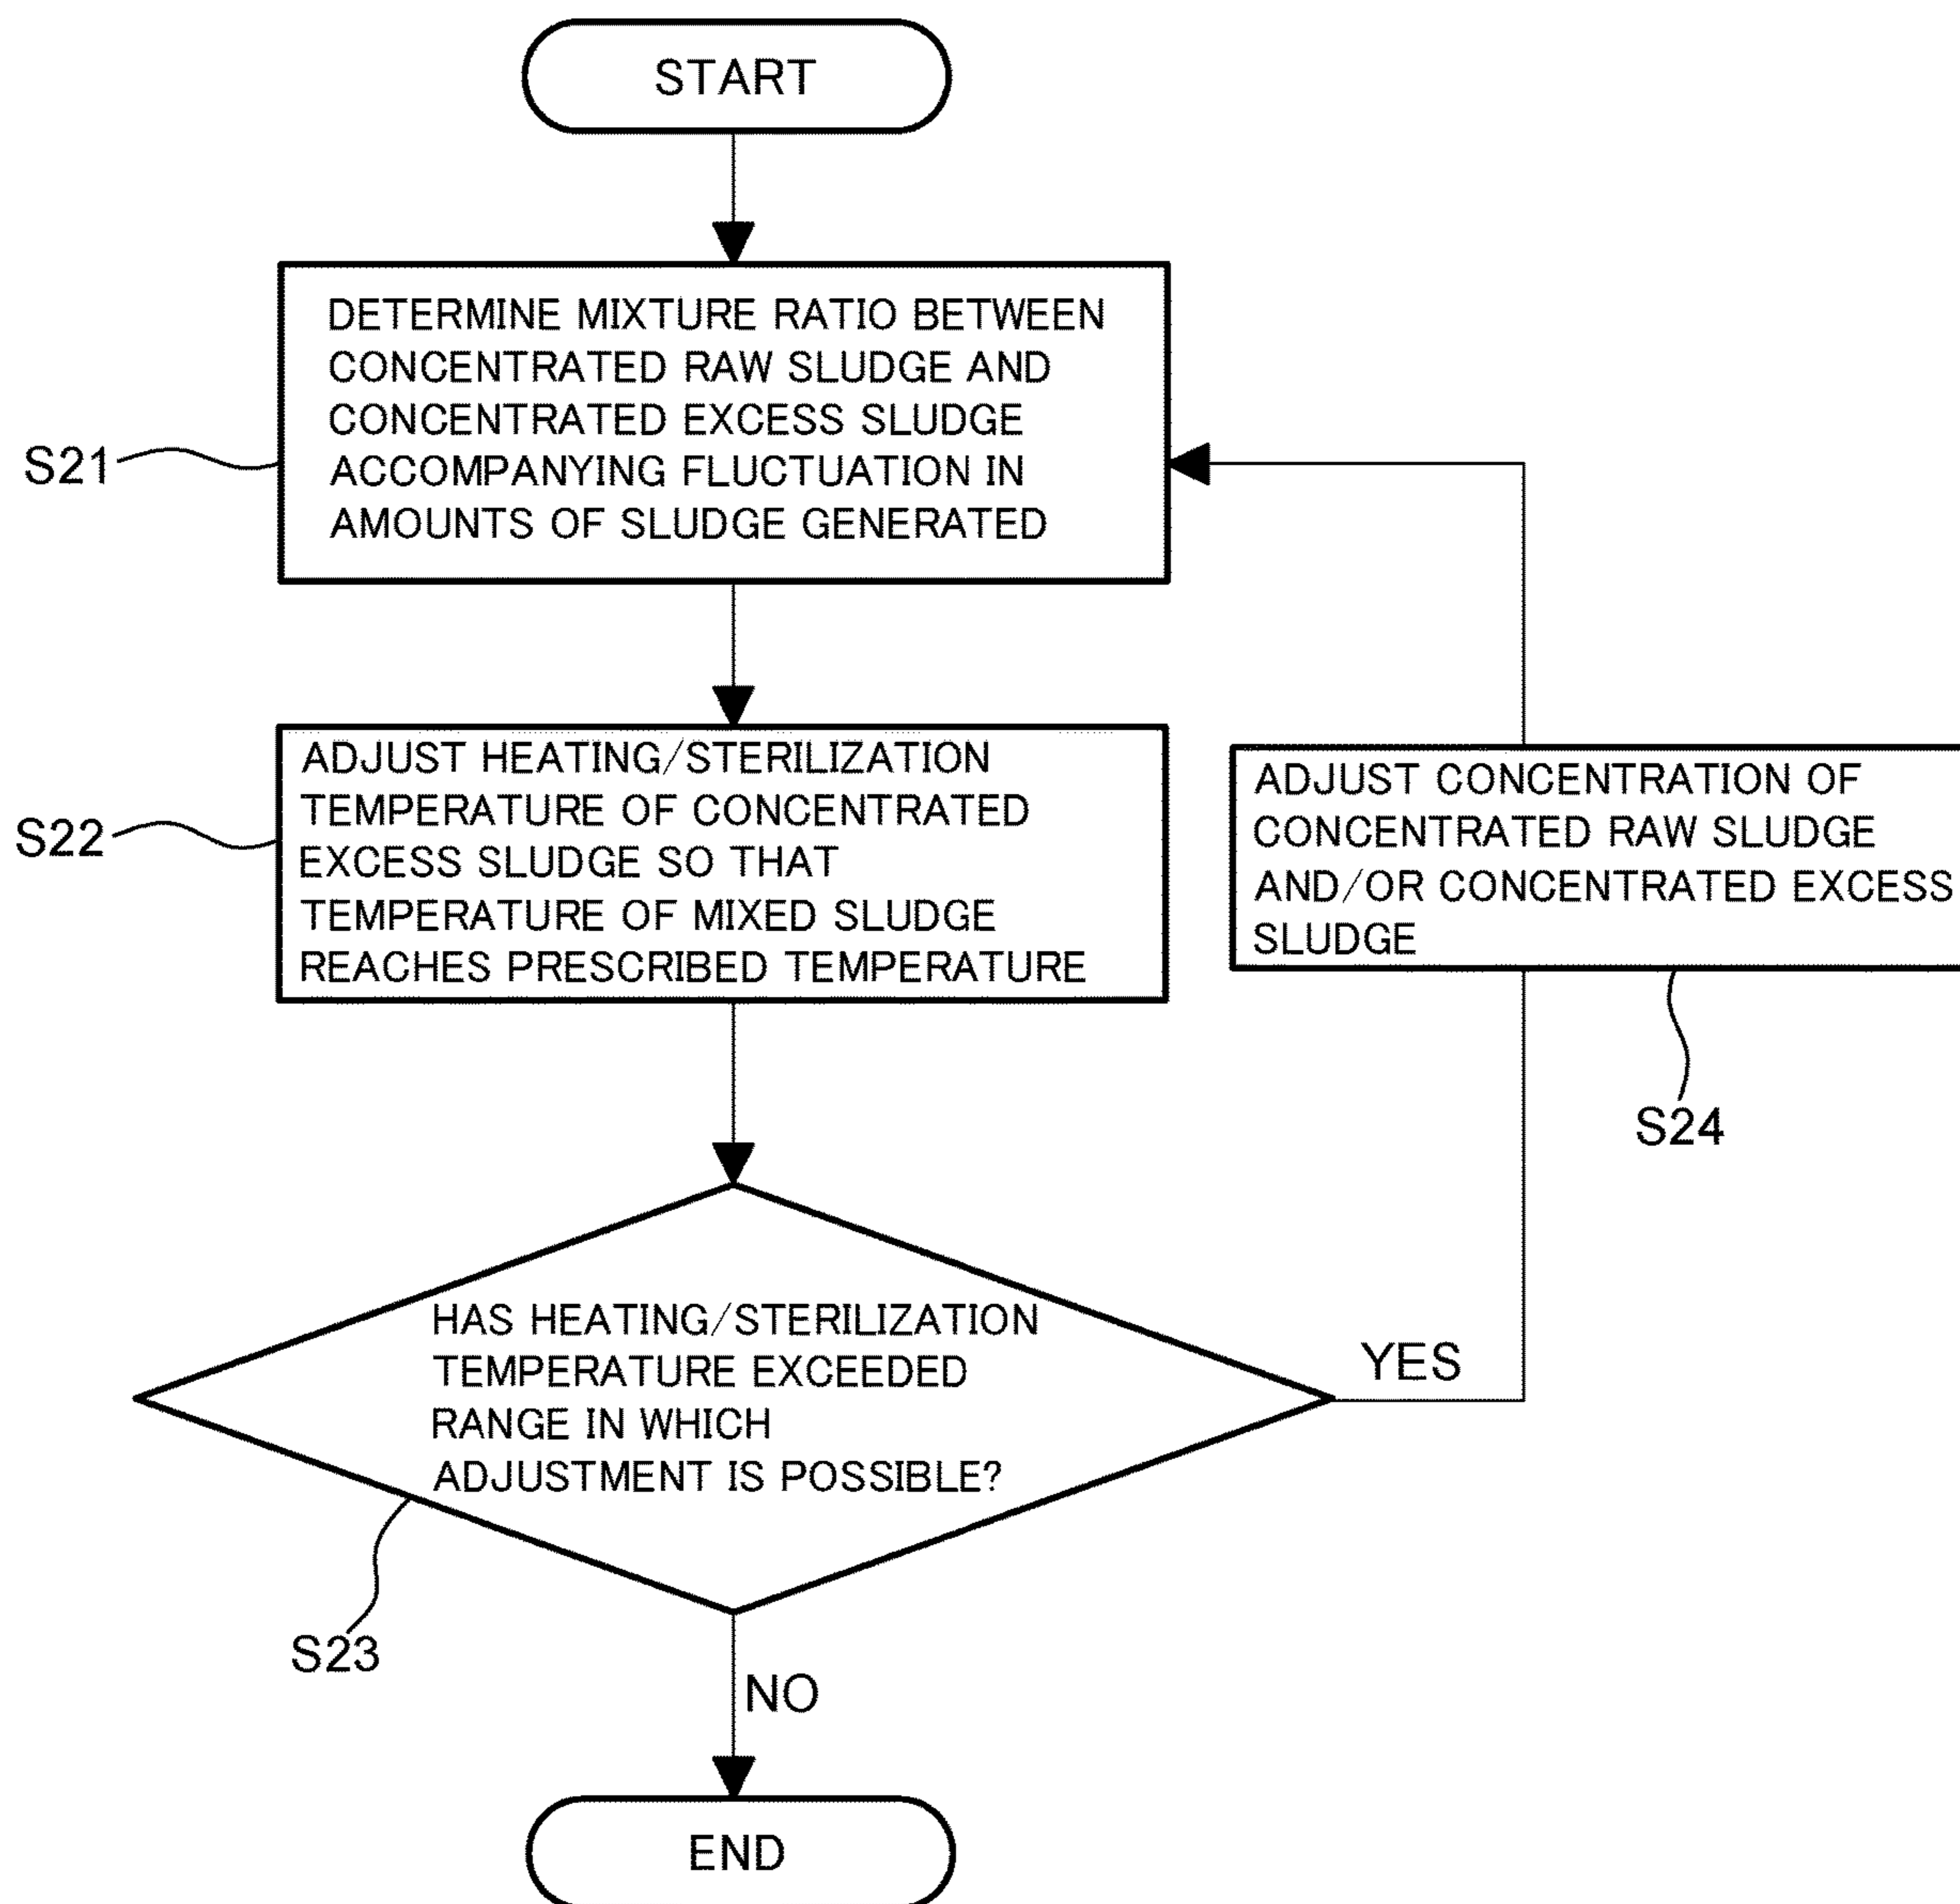 START
DETERMINE MIXTURE RATIO BETWEEN
CONCENTRATED RAW SLUDGE AND
CONCENTRATED EXCESS SLUDGE
ACCOMPANYING FLUCTUATION IN
AMOUNTS OF SLUDGE GENERATED
S21
ADJUST HEATING/STERILIZATION
TEMPERATURE OF CONCENTRATED
EXCESS SLUDGE SO THAT
TEMPERATURE OF MIXED SLUDGE
REACHES PRESCRIBED TEMPERATURE
S22
ADJUST CONCENTRATION OF
CONCENTRATED RAW SLUDGE
AND/OR CONCENTRATED EXCESS
SLUDGE
S24
HAS HEATING/STERILIZATION
TEMPERATURE EXCEEDED
RANGE IN WHICH
ADJUSTMENT IS POSSIBLE?
YES
S23
NO
END